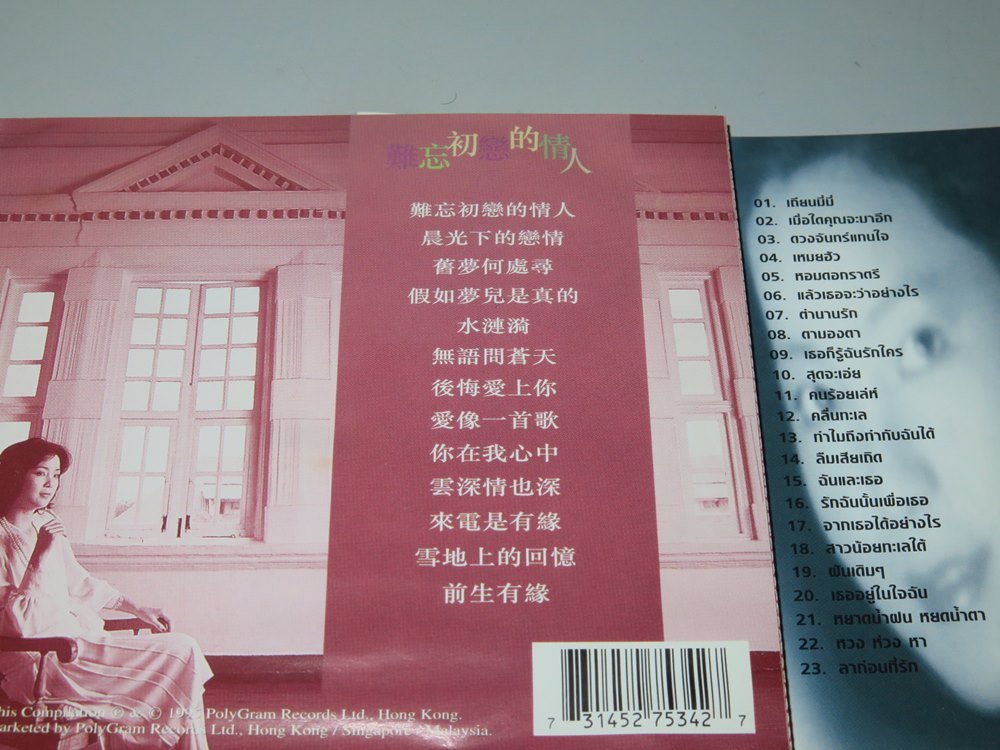 難忘初戀的情人
難忘初戀的情人
晨光下的戀情
舊夢何處尋
假如夢兒是真的
水漣漪
無語問蒼天
後悔愛上你
愛像一首歌
你在我心中
雲深情也深
來電是有緣
雪地上的回憶
前生有緣
his Compilation ℗ & © 1995 PolyGram Records Ltd., Hong Kong.
arketed by PolyGram Records Ltd., Hong Kong / Singapore / Malaysia.
7 31452 75342 7
01. เถียนมี่มี่
02. เมื่อใดคุณจะมาอีก
03. ดวงจันทร์แทนใจ
04. เหมยฮัว
05. หอมดอกราตรี
06. แล้วเธอจะว่าอย่างไร
07. ตำนานรัก
08. ตามองตา
09. เธอก็รู้ฉันรักใคร
10. สุดจะเอ่ย
11. คนร้อยเล่ห์
12. คลื่นทะเล
13. ทำไมถึงทำกับฉันได้
14. ลืมเสียเถิด
15. ฉันและเธอ
16. รักฉันนั้นเพื่อเธอ
17. จากเธอได้อย่างไร
18. สาวน้อยทะเลใต้
19. ฝันเดิมๆ
20. เธออยู่ในใจฉัน
21. หยาดน้ำฝน หยดน้ำตา
22. หวง ห่วง หา
23. ลาก่อนที่รัก